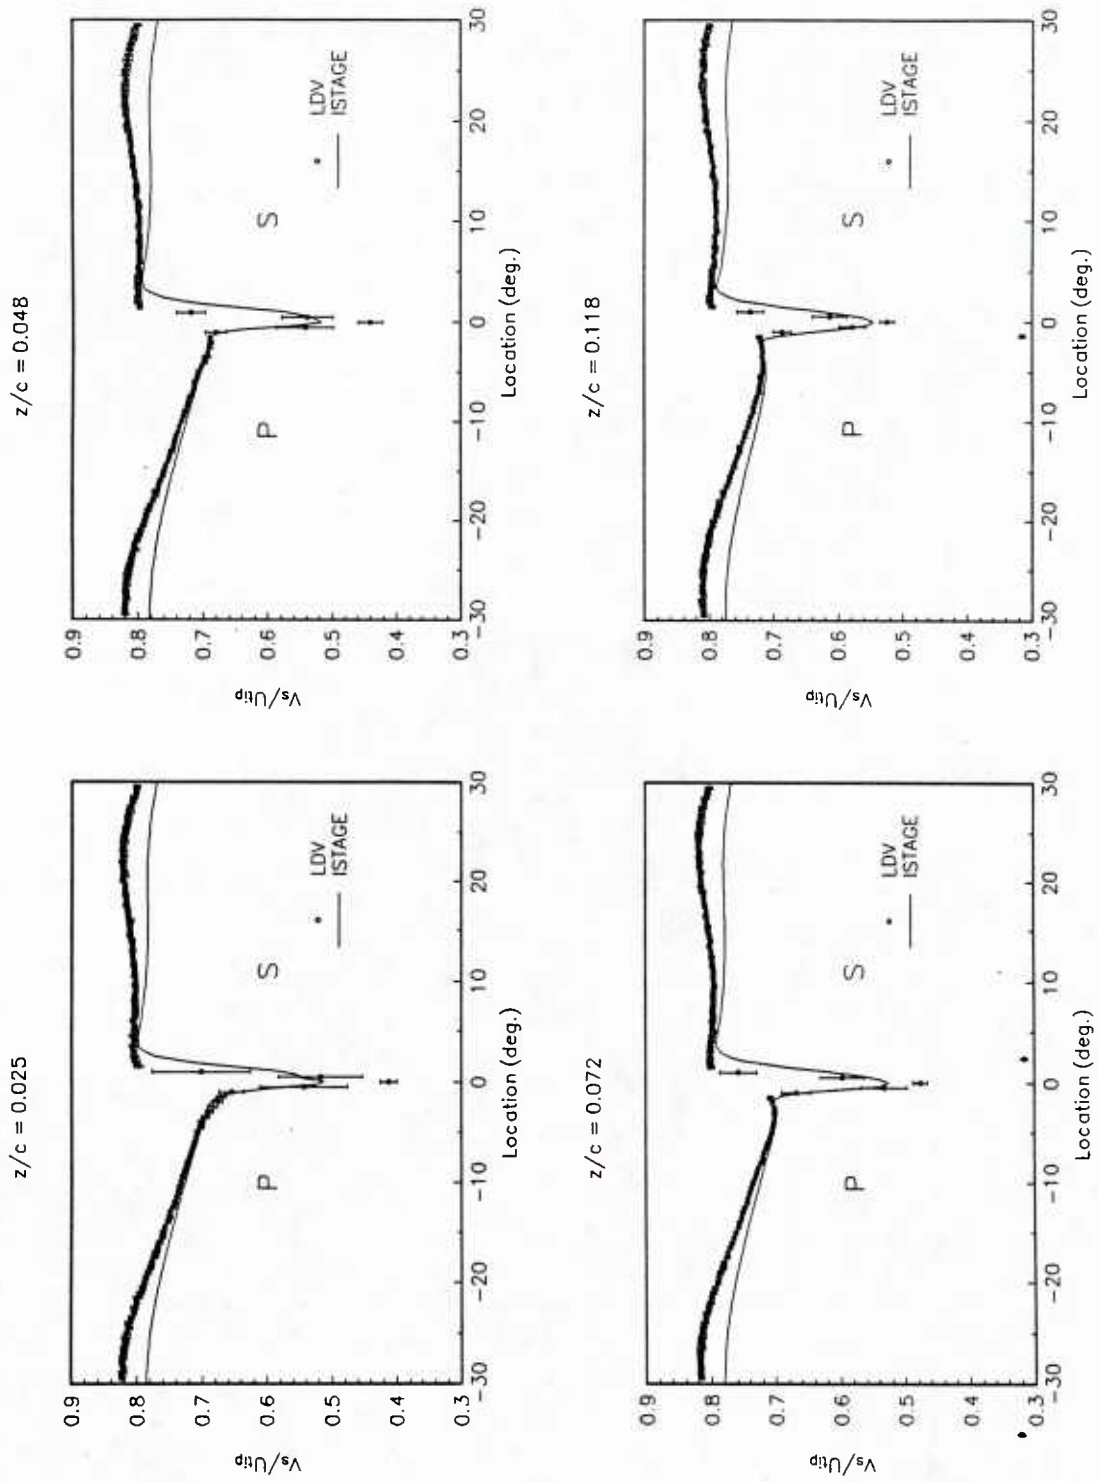 z/c = 0.025
Vs/Utip
0.9
0.8
0.7
0.6
0.5
0.4
LDV
ISTAGE
P
S
−30
−20
−10
0
10
20
30
Location (deg.)
z/c = 0.048
Vs/Utip
0.9
0.8
0.7
0.6
0.5
0.4
0.3
LDV
ISTAGE
P
S
−30
−20
−10
0
10
20
30
Location (deg.)
z/c = 0.072
Vs/Utip
0.9
0.8
0.7
0.6
0.5
0.4
0.3
LDV
ISTAGE
P
S
−30
−20
−10
0
10
20
30
Location (deg.)
z/c = 0.118
Vs/Utip
0.9
0.8
0.7
0.6
0.5
0.4
0.3
LDV
ISTAGE
P
S
−30
−20
−10
0
10
20
30
Location (deg.)